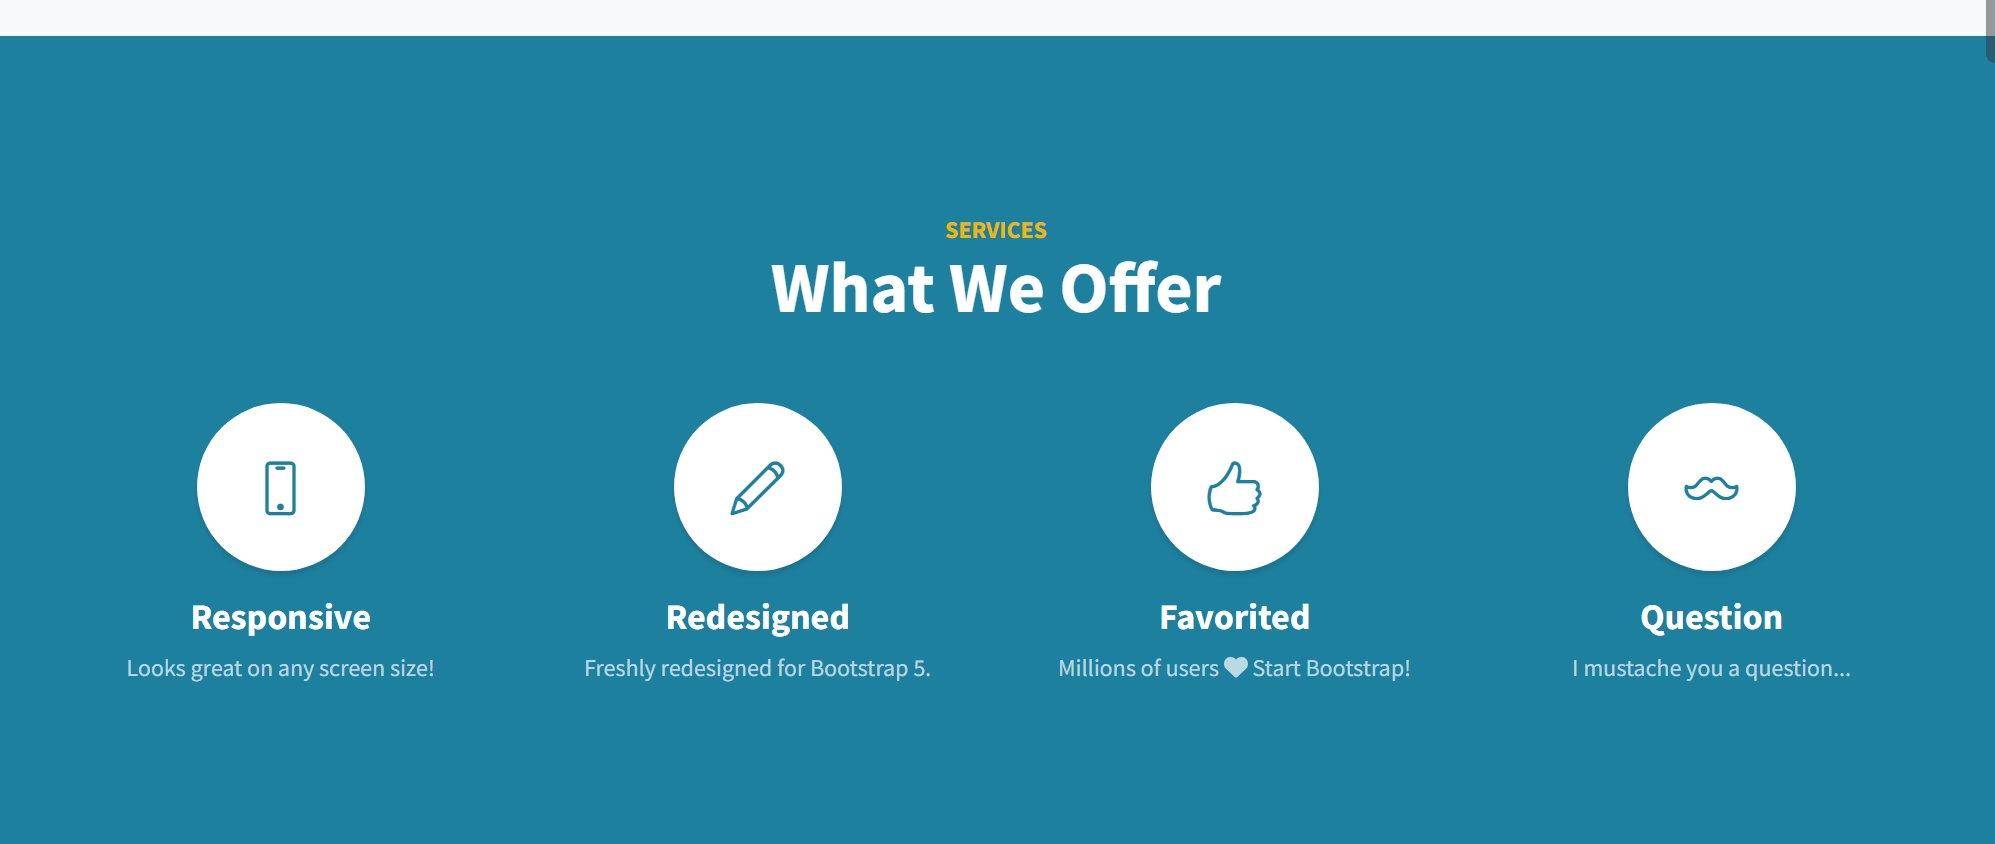 SERVICES
What We Offer
Responsive
Looks great on any screen size!
Redesigned
Freshly redesigned for Bootstrap 5.
Favorited
Millions of users ♥ Start Bootstrap!
Question
I mustache you a question...